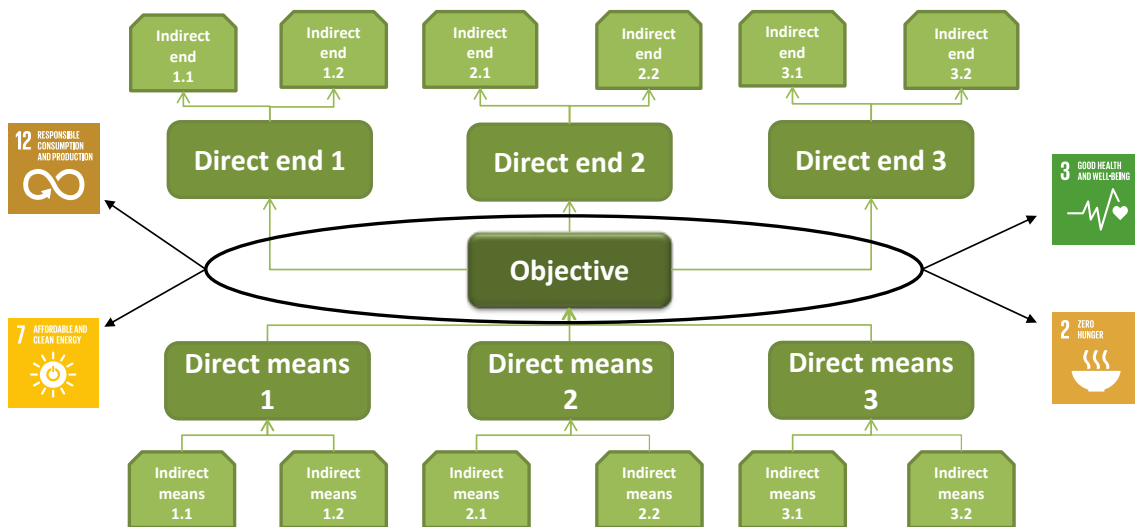 Indirect
end
1.1
Indirect
end
1.2
Indirect
end
2.1
Indirect
end
2.2
Indirect
end
3.1
Indirect
end
3.2
Direct end 1
Direct end 2
Direct end 3
12 RESPONSIBLE
CONSUMPTION
AND PRODUCTION
3 GOOD HEALTH
AND WELL-BEING
Objective
7 AFFORDABLE AND
CLEAN ENERGY
2 ZERO
HUNGER
Direct means
1
Direct means
2
Direct means
3
Indirect
means
1.1
Indirect
means
1.2
Indirect
means
2.1
Indirect
means
2.2
Indirect
means
3.1
Indirect
means
3.2